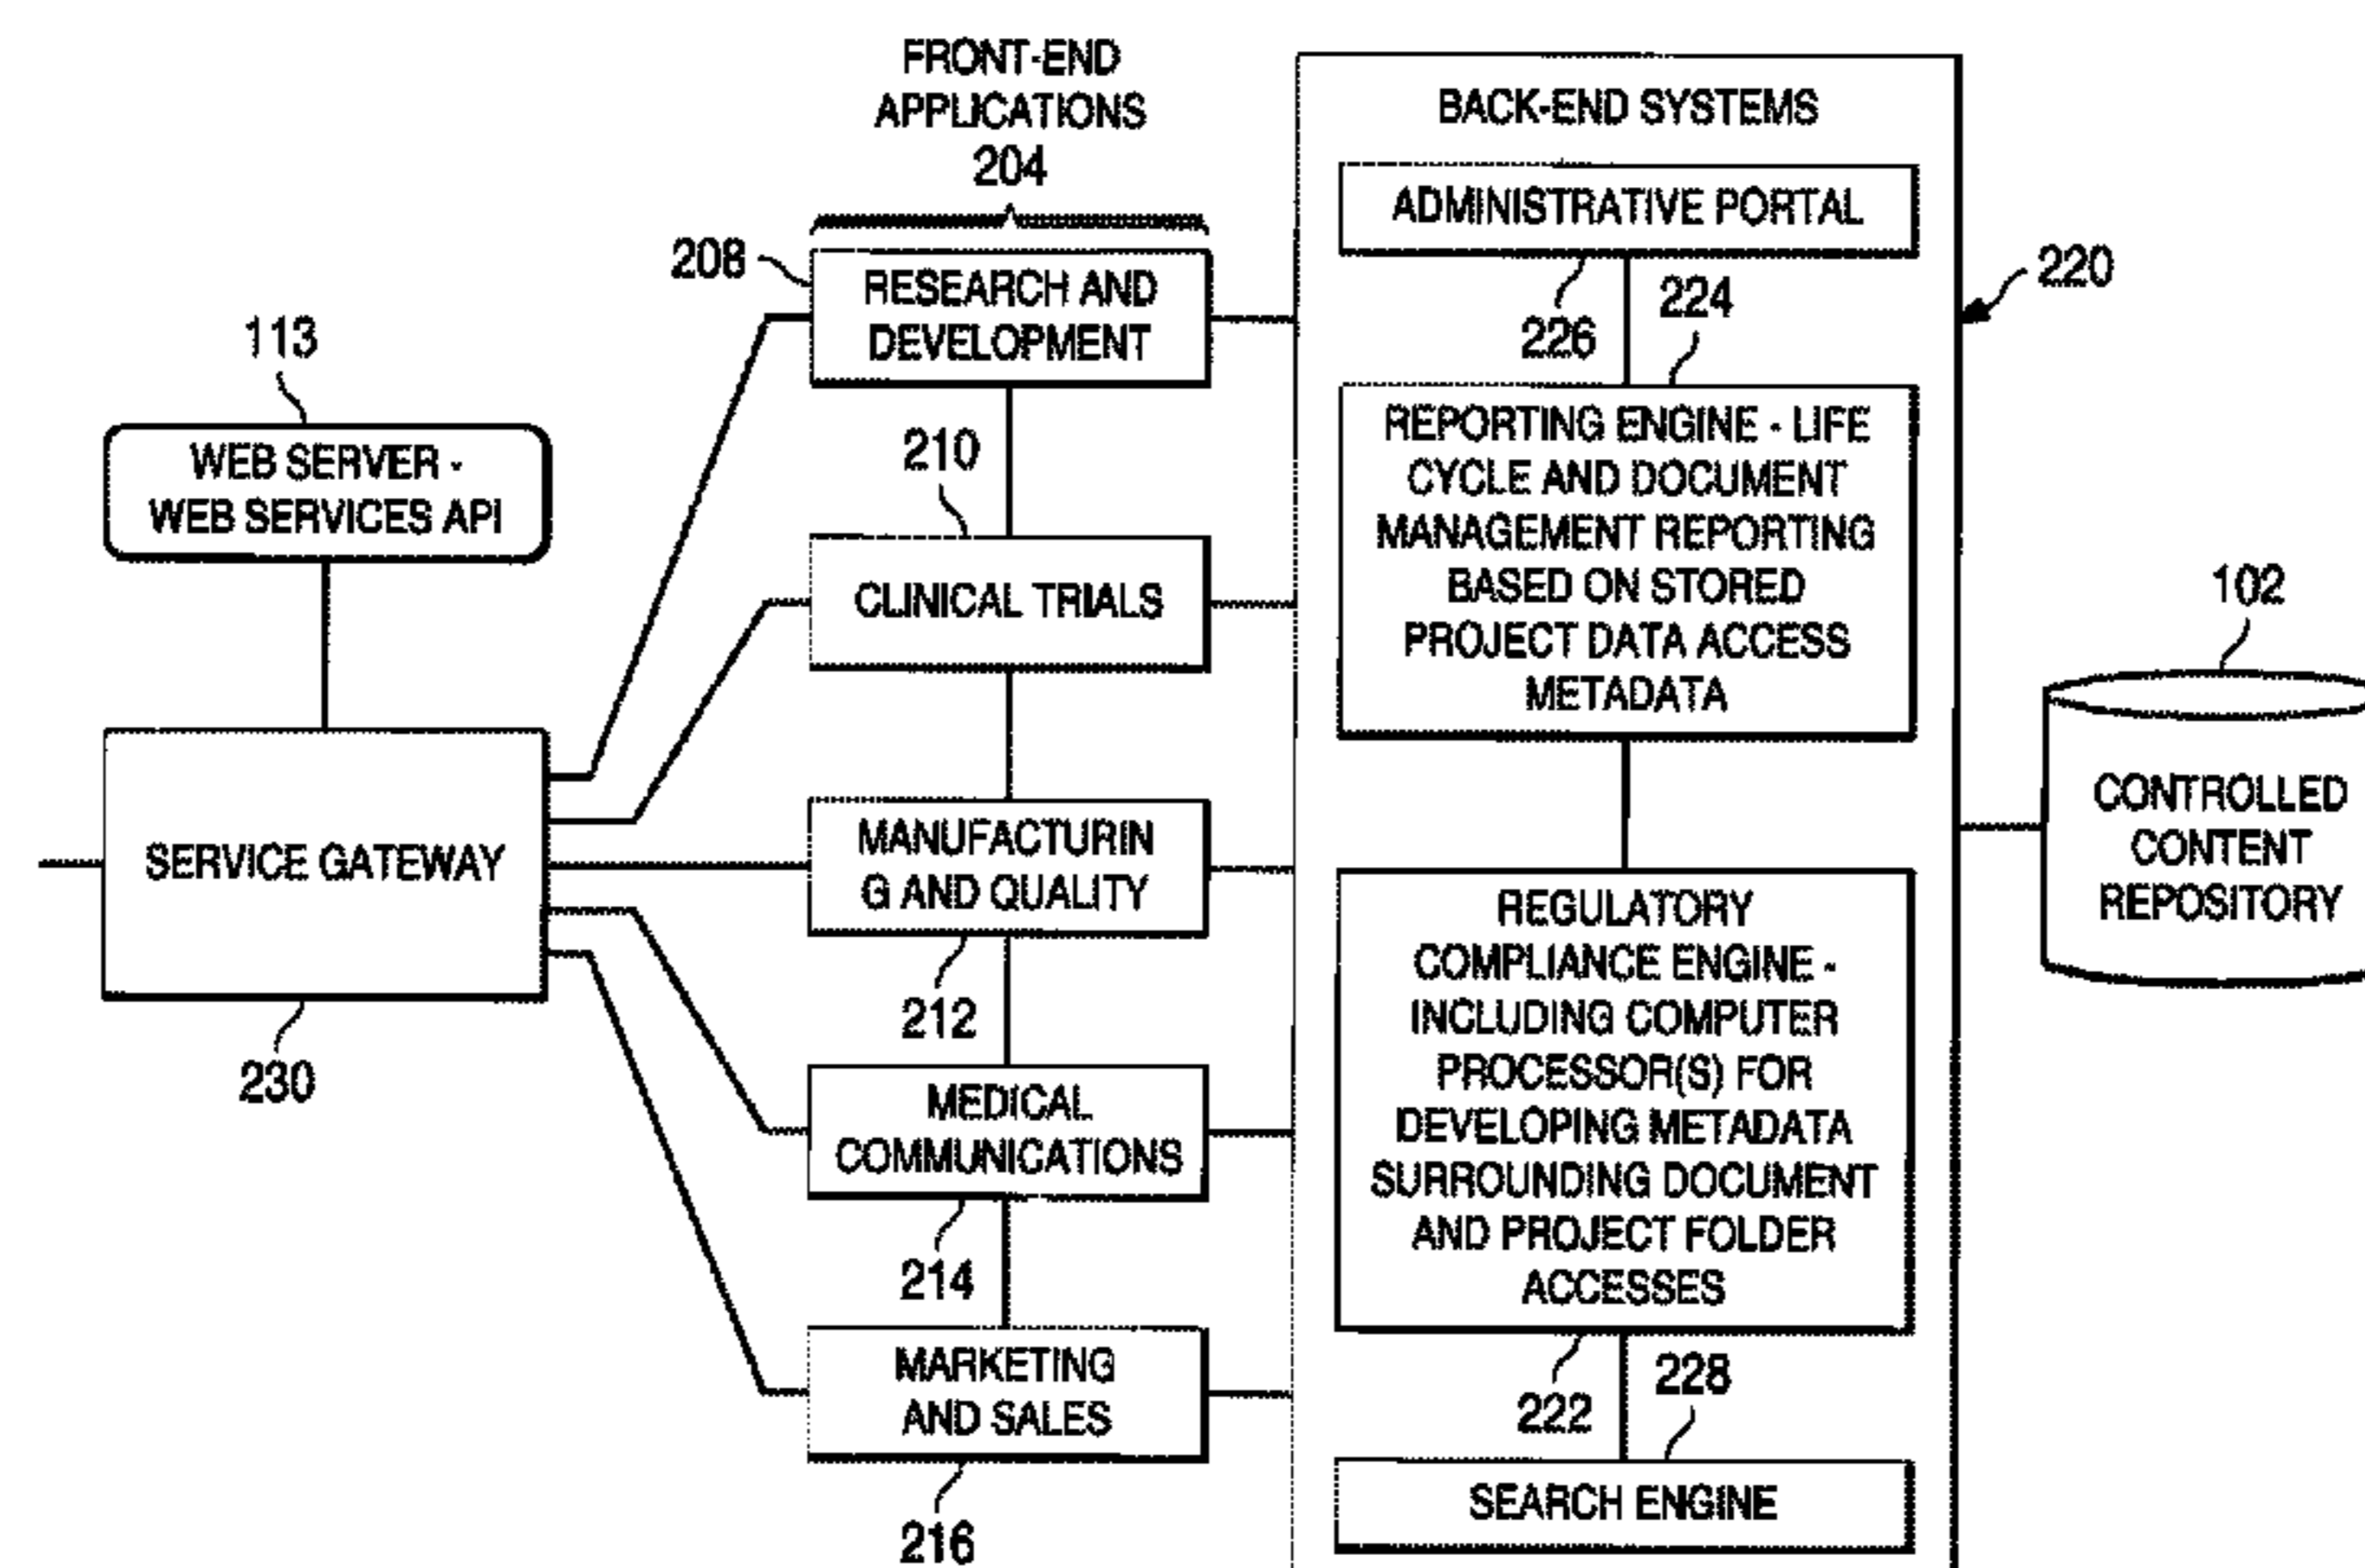 FRONT-END
APPLICATIONS
204
208
RESEARCH AND
DEVELOPMENT
113
WEB SERVER -
WEB SERVICES API
210
CLINICAL TRIALS
SERVICE GATEWAY
230
MANUFACTURIN
G AND QUALITY
212
MEDICAL
COMMUNICATIONS
214
MARKETING
AND SALES
216
BACK-END SYSTEMS
ADMINISTRATIVE PORTAL
226
224
220
REPORTING ENGINE - LIFE
CYCLE AND DOCUMENT
MANAGEMENT REPORTING
BASED ON STORED
PROJECT DATA ACCESS
METADATA
REGULATORY
COMPLIANCE ENGINE -
INCLUDING COMPUTER
PROCESSOR(S) FOR
DEVELOPING METADATA
SURROUNDING DOCUMENT
AND PROJECT FOLDER
ACCESSES
222
228
SEARCH ENGINE
102
CONTROLLED
CONTENT
REPOSITORY